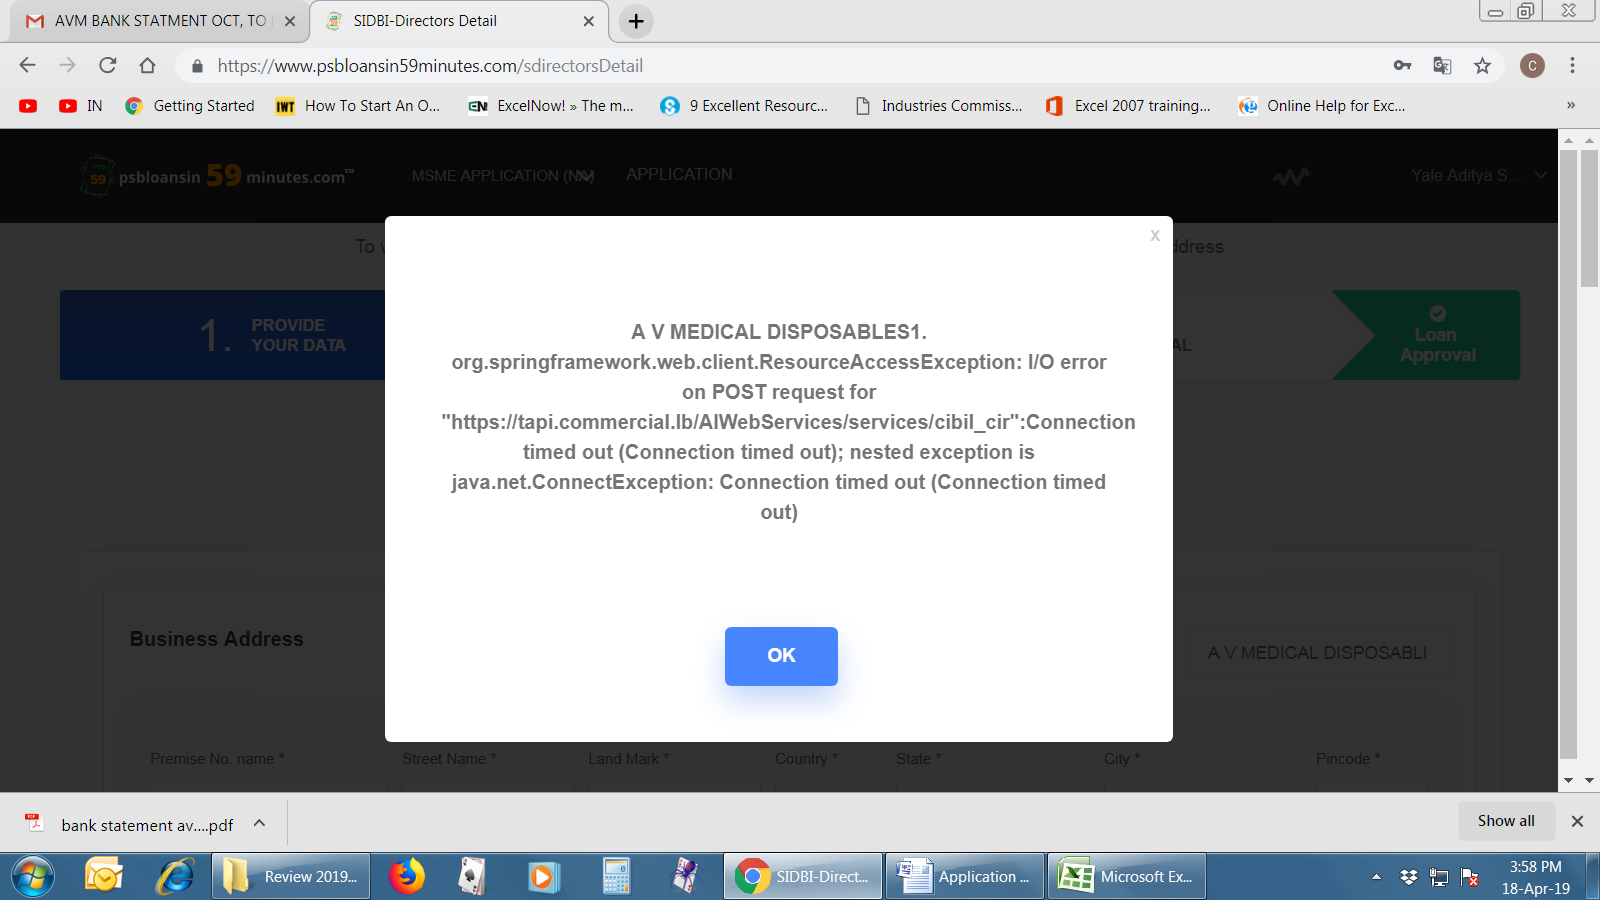 AVM BANK STATMENT OCT, TO
SIDBI-Directors Detail
https://www.psbloansin59minutes.com/sdirectorsDetail
C
IN
Getting Started
IWT How To Start An O...
EN ExcelNow! » The m...
S 9 Excellent Resourc...
Industries Commiss...
Excel 2007 training...
Online Help for Exc...
»
59 psbloansin 59 minutes.com™
MSME APPLICATION (NV)
APPLICATION
Yale Aditya S...
To
ddress
1. PROVIDE
YOUR DATA
AL
Loan
Approval
X
A V MEDICAL DISPOSABLES1.
org.springframework.web.client.ResourceAccessException: I/O error
on POST request for
"https://tapi.commercial.lb/AIWebServices/services/cibil_cir":Connection
timed out (Connection timed out); nested exception is
java.net.ConnectException: Connection timed out (Connection timed
out)
OK
Business Address
A V MEDICAL DISPOSABLI
Premise No. name *
Street Name *
Land Mark *
Country *
State *
City *
Pincode *
bank statement av....pdf
Show all
Review 2019...
SIDBI-Direct...
Application ...
Microsoft Ex...
3:58 PM
18-Apr-19